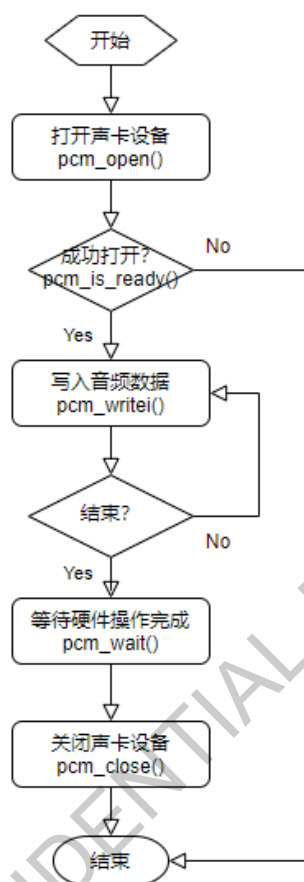 开始
打开声卡设备
pcm_open()
成功打开?
pcm_is_ready()
No
Yes
写入音频数据
pcm_writei()
结束?
No
Yes
等待硬件操作完成
pcm_wait()
关闭声卡设备
pcm_close()
结束